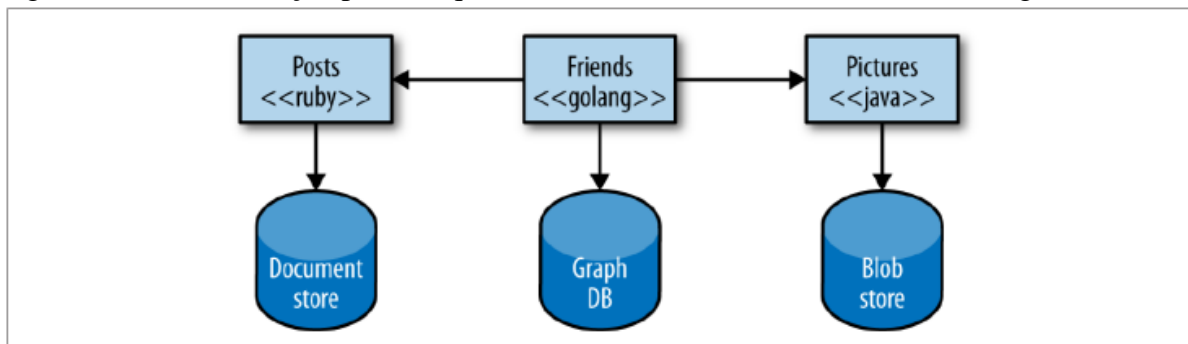 Posts
<<ruby>>
Friends
<<golang>>
Pictures
<<java>>
Document
store
Graph
DB
Blob
store